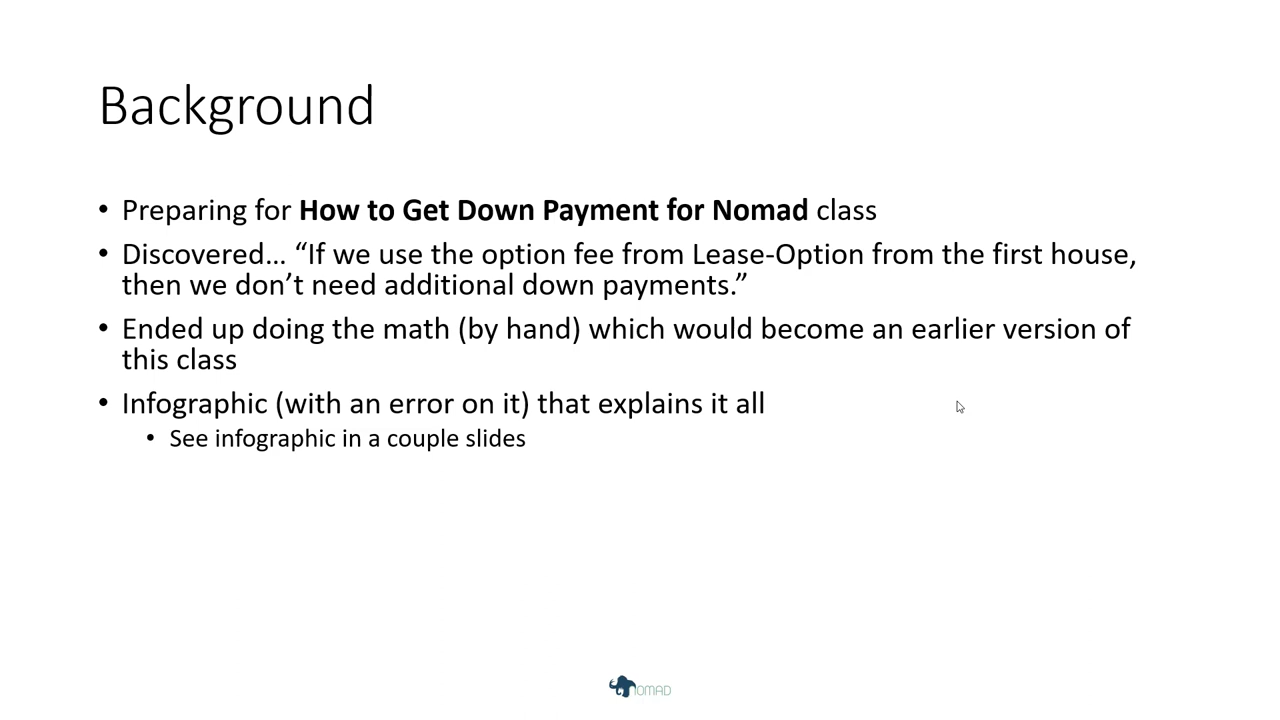 Background
• Preparing for How to Get Down Payment for Nomad class
• Discovered… “If we use the option fee from Lease-Option from the first house,
then we don’t need additional down payments.”
• Ended up doing the math (by hand) which would become an earlier version of
this class
• Infographic (with an error on it) that explains it all
• See infographic in a couple slides
NOMAD